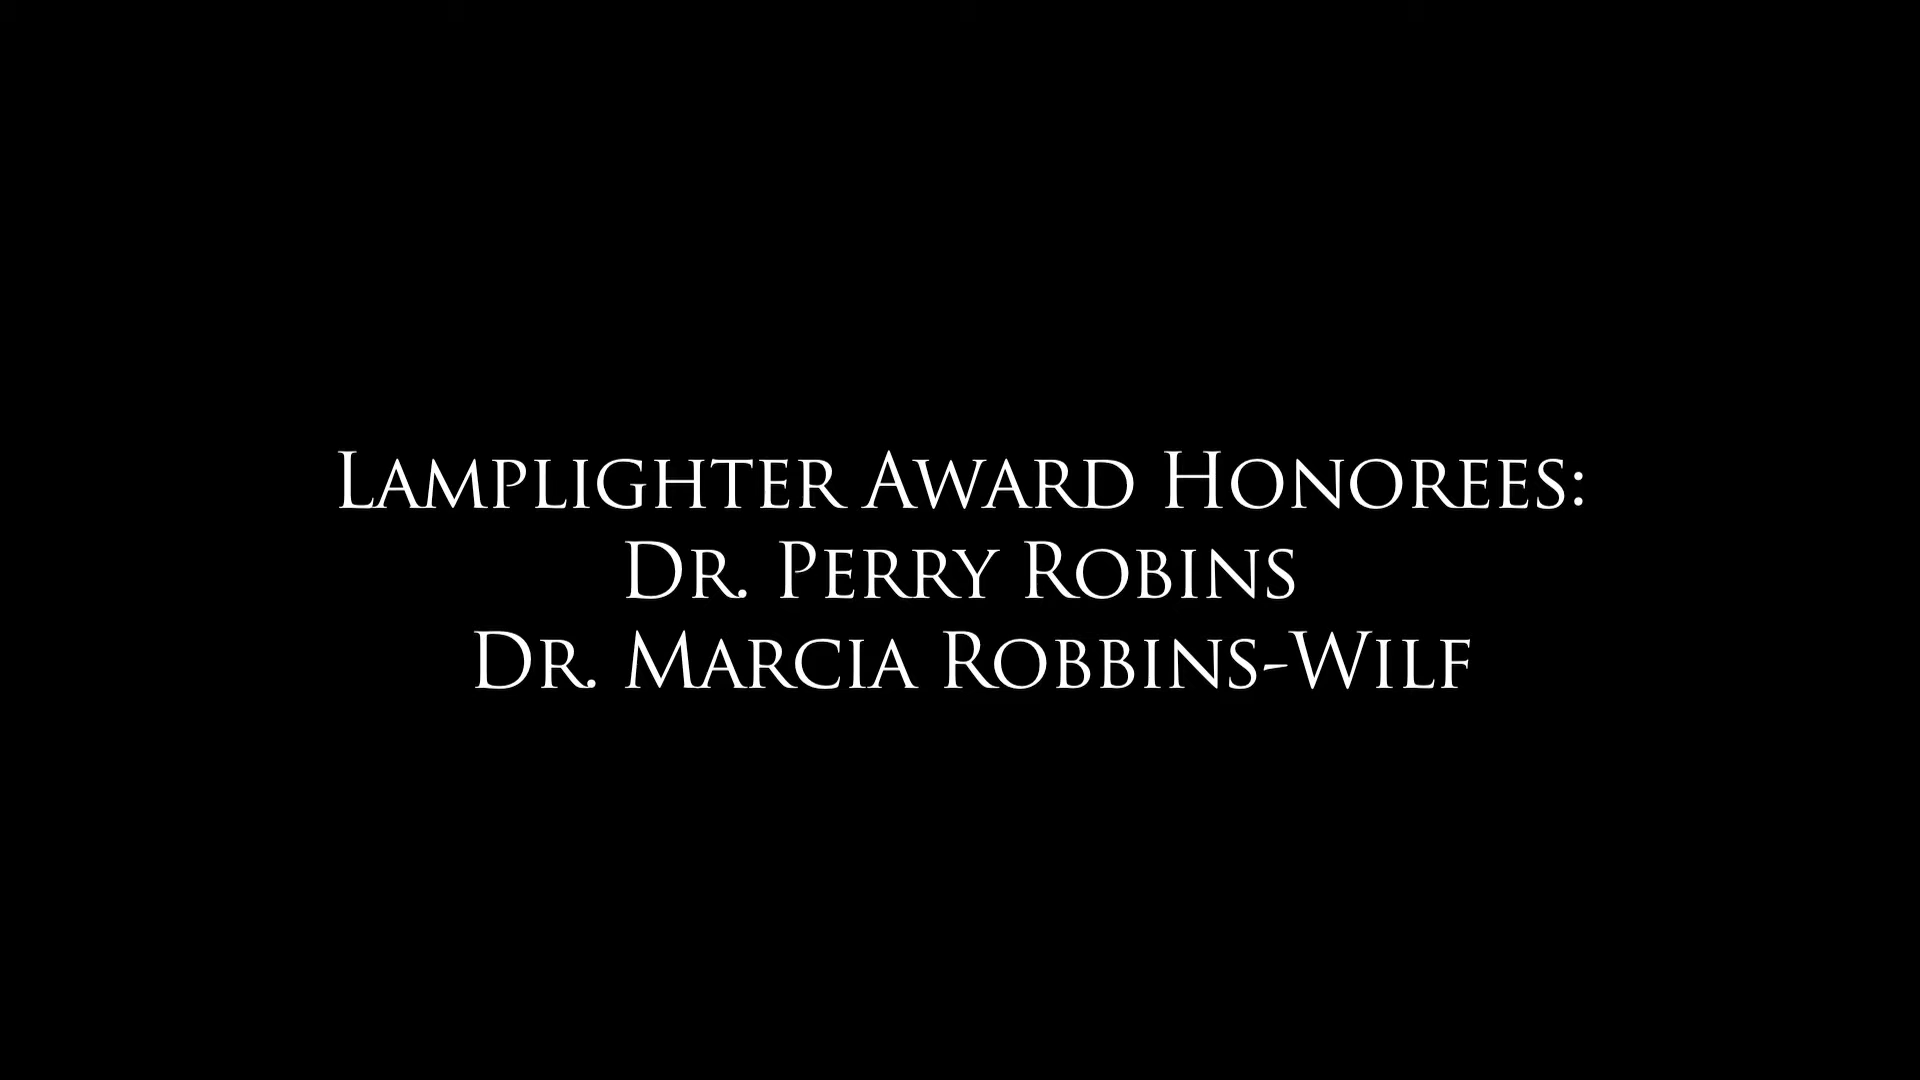 Lamplighter Award Honorees:
Dr. Perry Robins
Dr. Marcia Robbins-Wilf